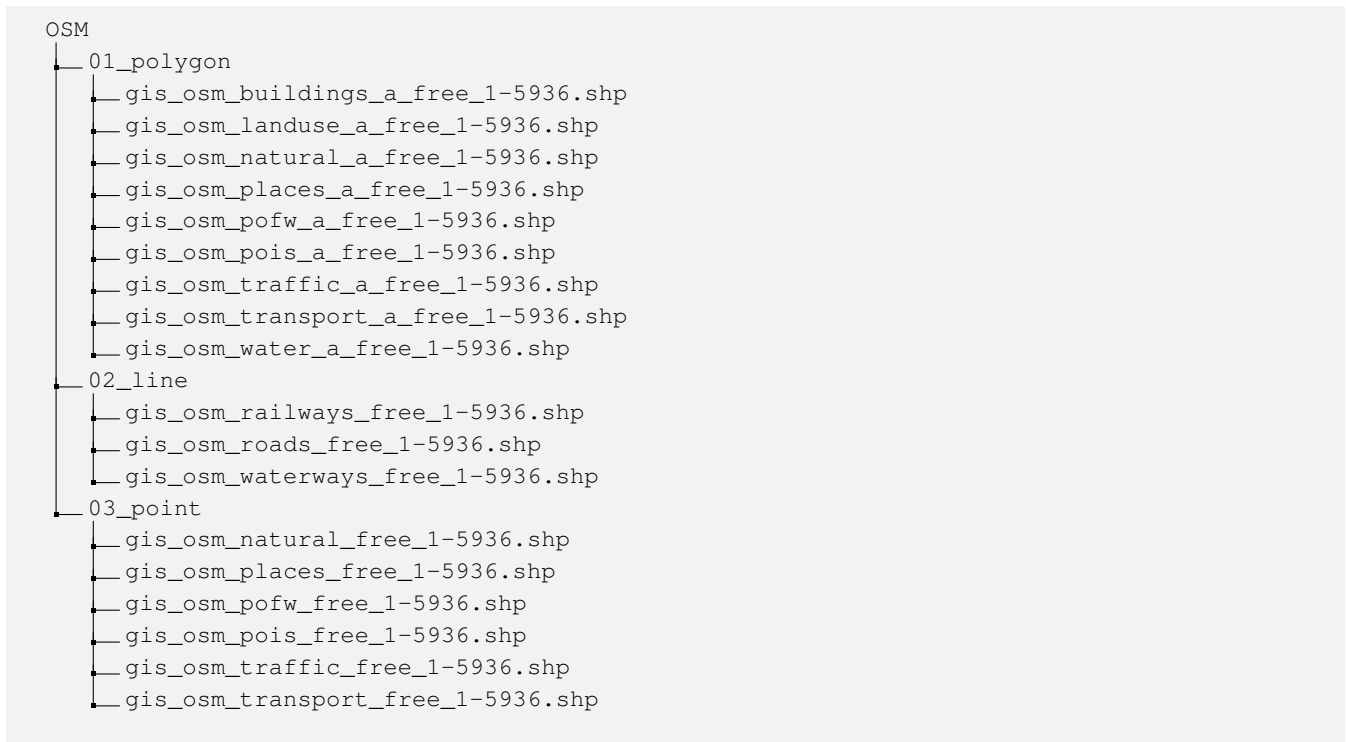 OSM
01_polygon
gis_osm_buildings_a_free_1-5936.shp
gis_osm_landuse_a_free_1-5936.shp
gis_osm_natural_a_free_1-5936.shp
gis_osm_places_a_free_1-5936.shp
gis_osm_pofw_a_free_1-5936.shp
gis_osm_pois_a_free_1-5936.shp
gis_osm_traffic_a_free_1-5936.shp
gis_osm_transport_a_free_1-5936.shp
gis_osm_water_a_free_1-5936.shp
02_line
gis_osm_railways_free_1-5936.shp
gis_osm_roads_free_1-5936.shp
gis_osm_waterways_free_1-5936.shp
03_point
gis_osm_natural_free_1-5936.shp
gis_osm_places_free_1-5936.shp
gis_osm_pofw_free_1-5936.shp
gis_osm_pois_free_1-5936.shp
gis_osm_traffic_free_1-5936.shp
gis_osm_transport_free_1-5936.shp